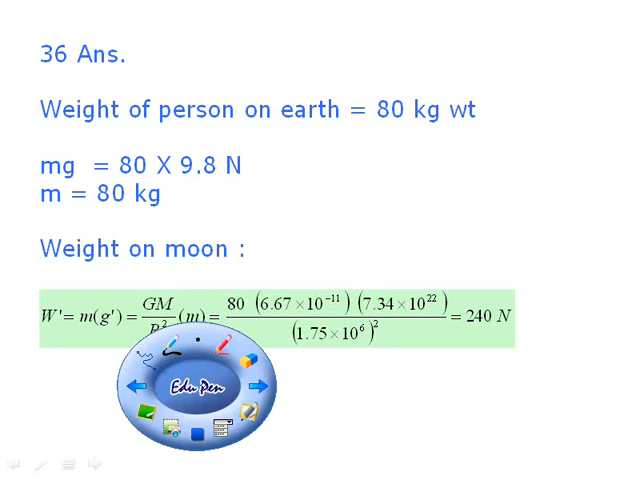 36 Ans.
Weight of person on earth = 80 kg wt
mg = 80 X 9.8 N
m = 80 kg
Weight on moon :
W'= m(g') = GM/R² (m) = 80 (6.67×10⁻¹¹) (7.34×10²²) / (1.75×10⁶)² = 240 N
Edu Pen